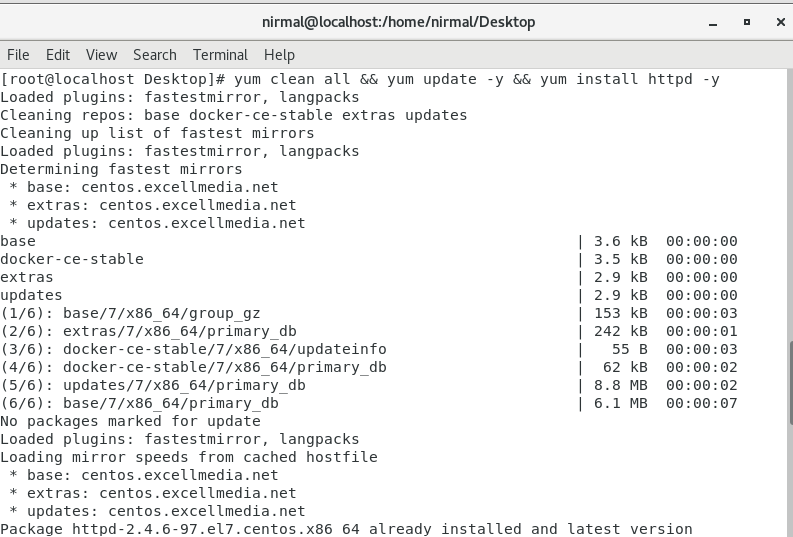 nirmal@localhost:/home/nirmal/Desktop
File Edit View Search Terminal Help
[root@localhost Desktop]# yum clean all && yum update -y && yum install httpd -y
Loaded plugins: fastestmirror, langpacks
Cleaning repos: base docker-ce-stable extras updates
Cleaning up list of fastest mirrors
Loaded plugins: fastestmirror, langpacks
Determining fastest mirrors
 * base: centos.excellmedia.net
 * extras: centos.excellmedia.net
 * updates: centos.excellmedia.net
base                                                            | 3.6 kB  00:00:00
docker-ce-stable                                                | 3.5 kB  00:00:00
extras                                                          | 2.9 kB  00:00:00
updates                                                         | 2.9 kB  00:00:00
(1/6): base/7/x86_64/group_gz                                   | 153 kB  00:00:03
(2/6): extras/7/x86_64/primary_db                               | 242 kB  00:00:01
(3/6): docker-ce-stable/7/x86_64/updateinfo                     |   55 B  00:00:03
(4/6): docker-ce-stable/7/x86_64/primary_db                     |  62 kB  00:00:02
(5/6): updates/7/x86_64/primary_db                              | 8.8 MB  00:00:02
(6/6): base/7/x86_64/primary_db                                 | 6.1 MB  00:00:07
No packages marked for update
Loaded plugins: fastestmirror, langpacks
Loading mirror speeds from cached hostfile
 * base: centos.excellmedia.net
 * extras: centos.excellmedia.net
 * updates: centos.excellmedia.net
Package httpd-2.4.6-97.el7.centos.x86_64 already installed and latest version